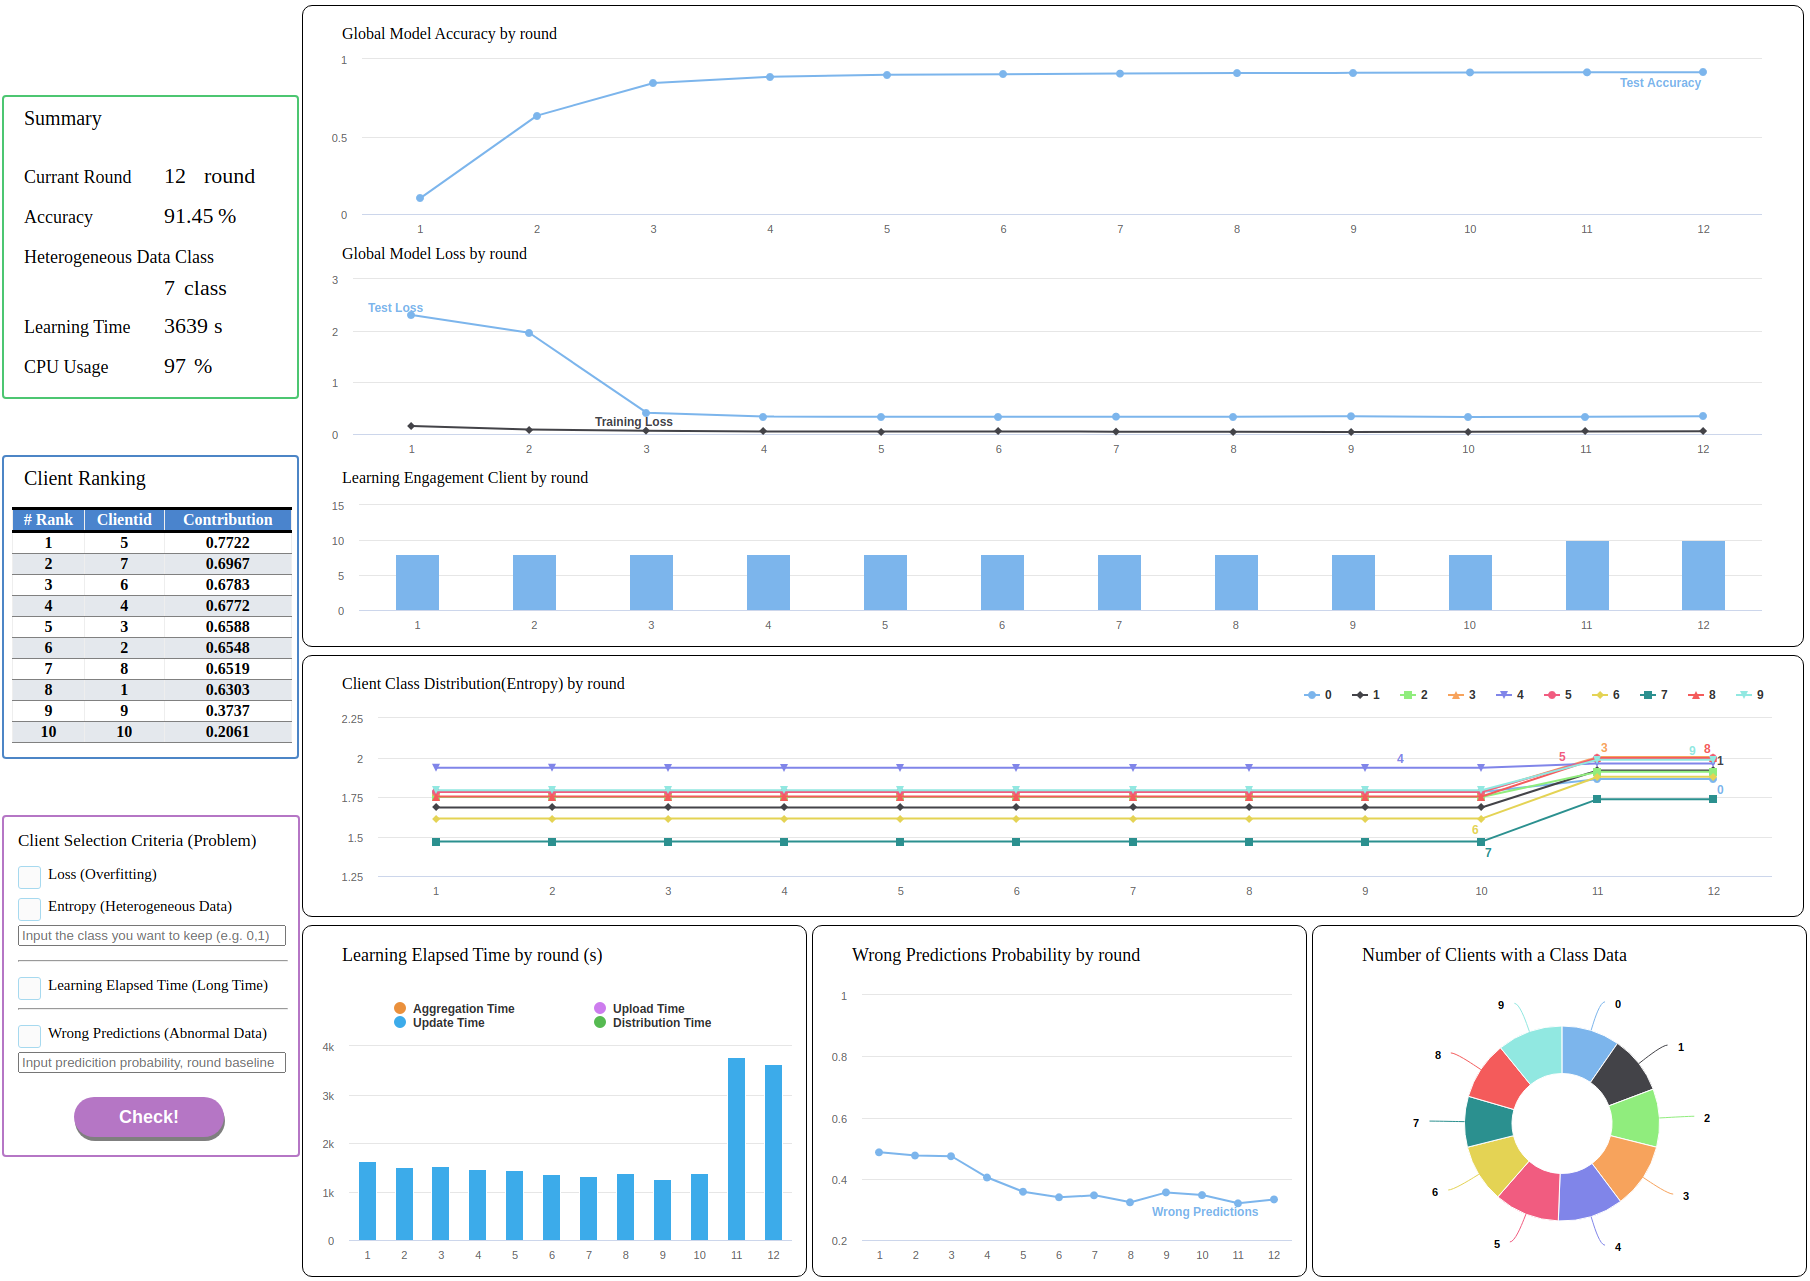 Summary
Currant Round 12 round
Accuracy 91.45 %
Heterogeneous Data Class
7 class
Learning Time 3639 s
CPU Usage 97 %
Client Ranking
# Rank Clientid Contribution
1 5 0.7722
2 7 0.6967
3 6 0.6783
4 4 0.6772
5 3 0.6588
6 2 0.6548
7 8 0.6519
8 1 0.6303
9 9 0.3737
10 10 0.2061
Client Selection Criteria (Problem)
Loss (Overfitting)
Entropy (Heterogeneous Data)
Input the class you want to keep (e.g. 0,1)
Learning Elapsed Time (Long Time)
Wrong Predictions (Abnormal Data)
Input predicition probability, round baseline
Check!
Global Model Accuracy by round
1
0.5
0
Test Accuracy
1 2 3 4 5 6 7 8 9 10 11 12
Global Model Loss by round
3
2
1
0
Test Loss
Training Loss
1 2 3 4 5 6 7 8 9 10 11 12
Learning Engagement Client by round
15
10
5
0
1 2 3 4 5 6 7 8 9 10 11 12
Client Class Distribution(Entropy) by round
0 1 2 3 4 5 6 7 8 9
2.25
2
1.75
1.5
1.25
4 5 3 9 8 1
0
6
7
1 2 3 4 5 6 7 8 9 10 11 12
Learning Elapsed Time by round (s)
Aggregation Time Upload Time
Update Time Distribution Time
4k
3k
2k
1k
0
1 2 3 4 5 6 7 8 9 10 11 12
Wrong Predictions Probability by round
1
0.8
0.6
0.4
0.2
Wrong Predictions
1 2 3 4 5 6 7 8 9 10 11 12
Number of Clients with a Class Data
0
1
2
3
4
5
6
7
8
9